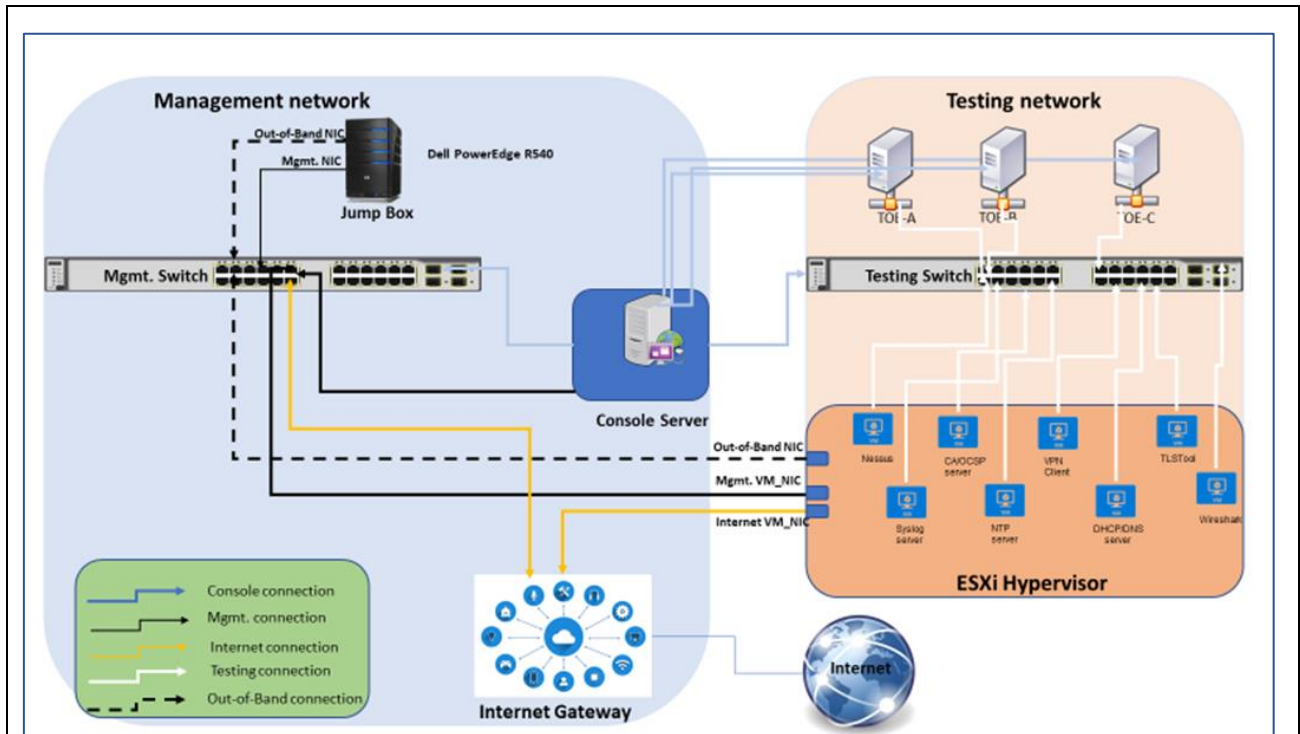 Management network
Testing network
Out-of-Band NIC
Mgmt. NIC
Dell PowerEdge R540
Jump Box
TOE-A
TOE-B
TOE-C
Mgmt. Switch
Testing Switch
Console Server
Out-of-Band NIC
Mgmt. VM_NIC
Internet VM_NIC
Nessus
CA/OCSP
server
VPN
Client
TLSTool
Syslog
server
NTP
server
DHCP/DNS
server
Wireshark
ESXi Hypervisor
Console connection
Mgmt. connection
Internet connection
Testing connection
Out-of-Band connection
Internet Gateway
Internet